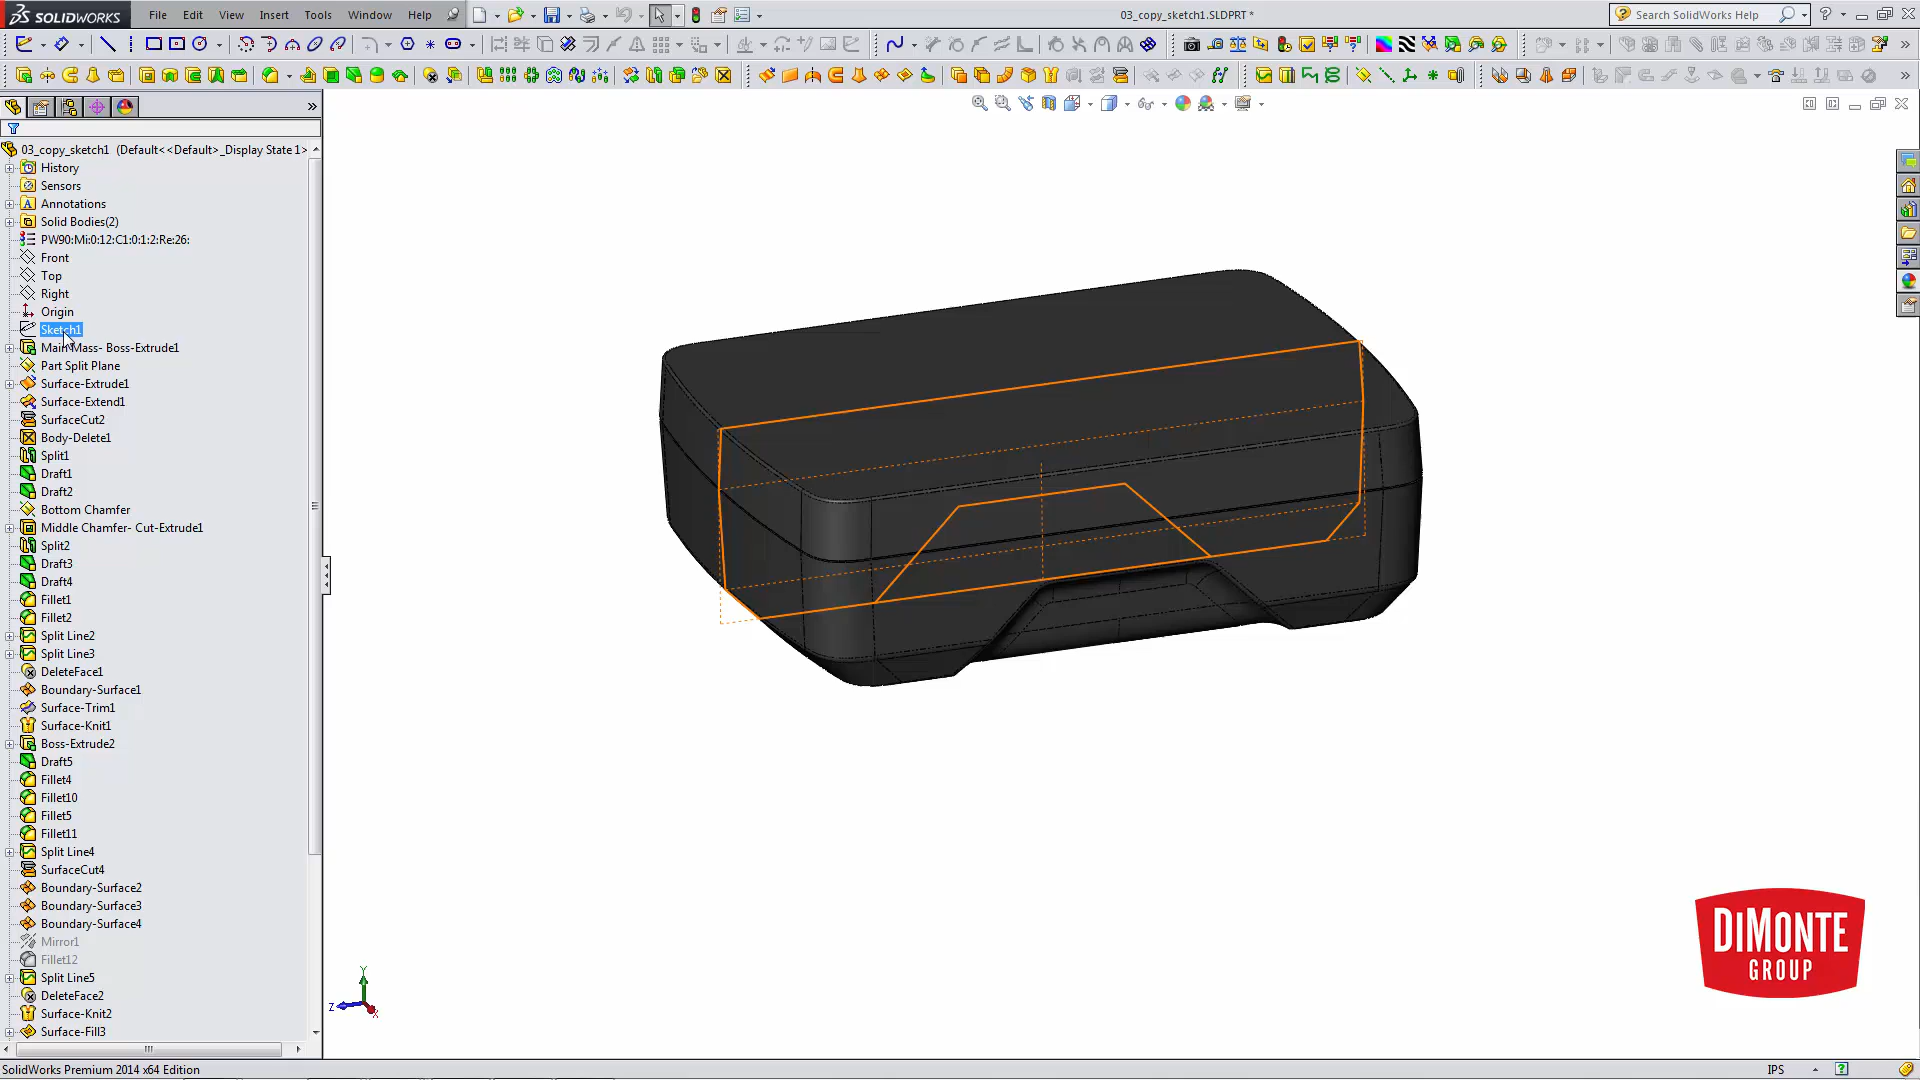 SOLIDWORKS
File Edit View Insert Tools Window Help
03_copy_sketch1.SLDPRT *
Search SolidWorks Help
03_copy_sketch1 (Default<<Default>_Display State 1>
History
Sensors
Annotations
Solid Bodies(2)
PW90:Mi:0:12:C1:0:1:2:Re:26:
Front
Top
Right
Origin
Sketch1
Main Mass- Boss-Extrude1
Part Split Plane
Surface-Extrude1
Surface-Extend1
SurfaceCut2
Body-Delete1
Split1
Draft1
Draft2
Bottom Chamfer
Middle Chamfer- Cut-Extrude1
Split2
Draft3
Draft4
Fillet1
Fillet2
Split Line2
Split Line3
DeleteFace1
Boundary-Surface1
Surface-Trim1
Surface-Knit1
Boss-Extrude2
Draft5
Fillet4
Fillet10
Fillet5
Fillet11
Split Line4
SurfaceCut4
Boundary-Surface2
Boundary-Surface3
Boundary-Surface4
Mirror1
Fillet12
Split Line5
DeleteFace2
Surface-Knit2
Surface-Fill3
Y
Z
X
DIMONTE
GROUP
SolidWorks Premium 2014 x64 Edition
IPS